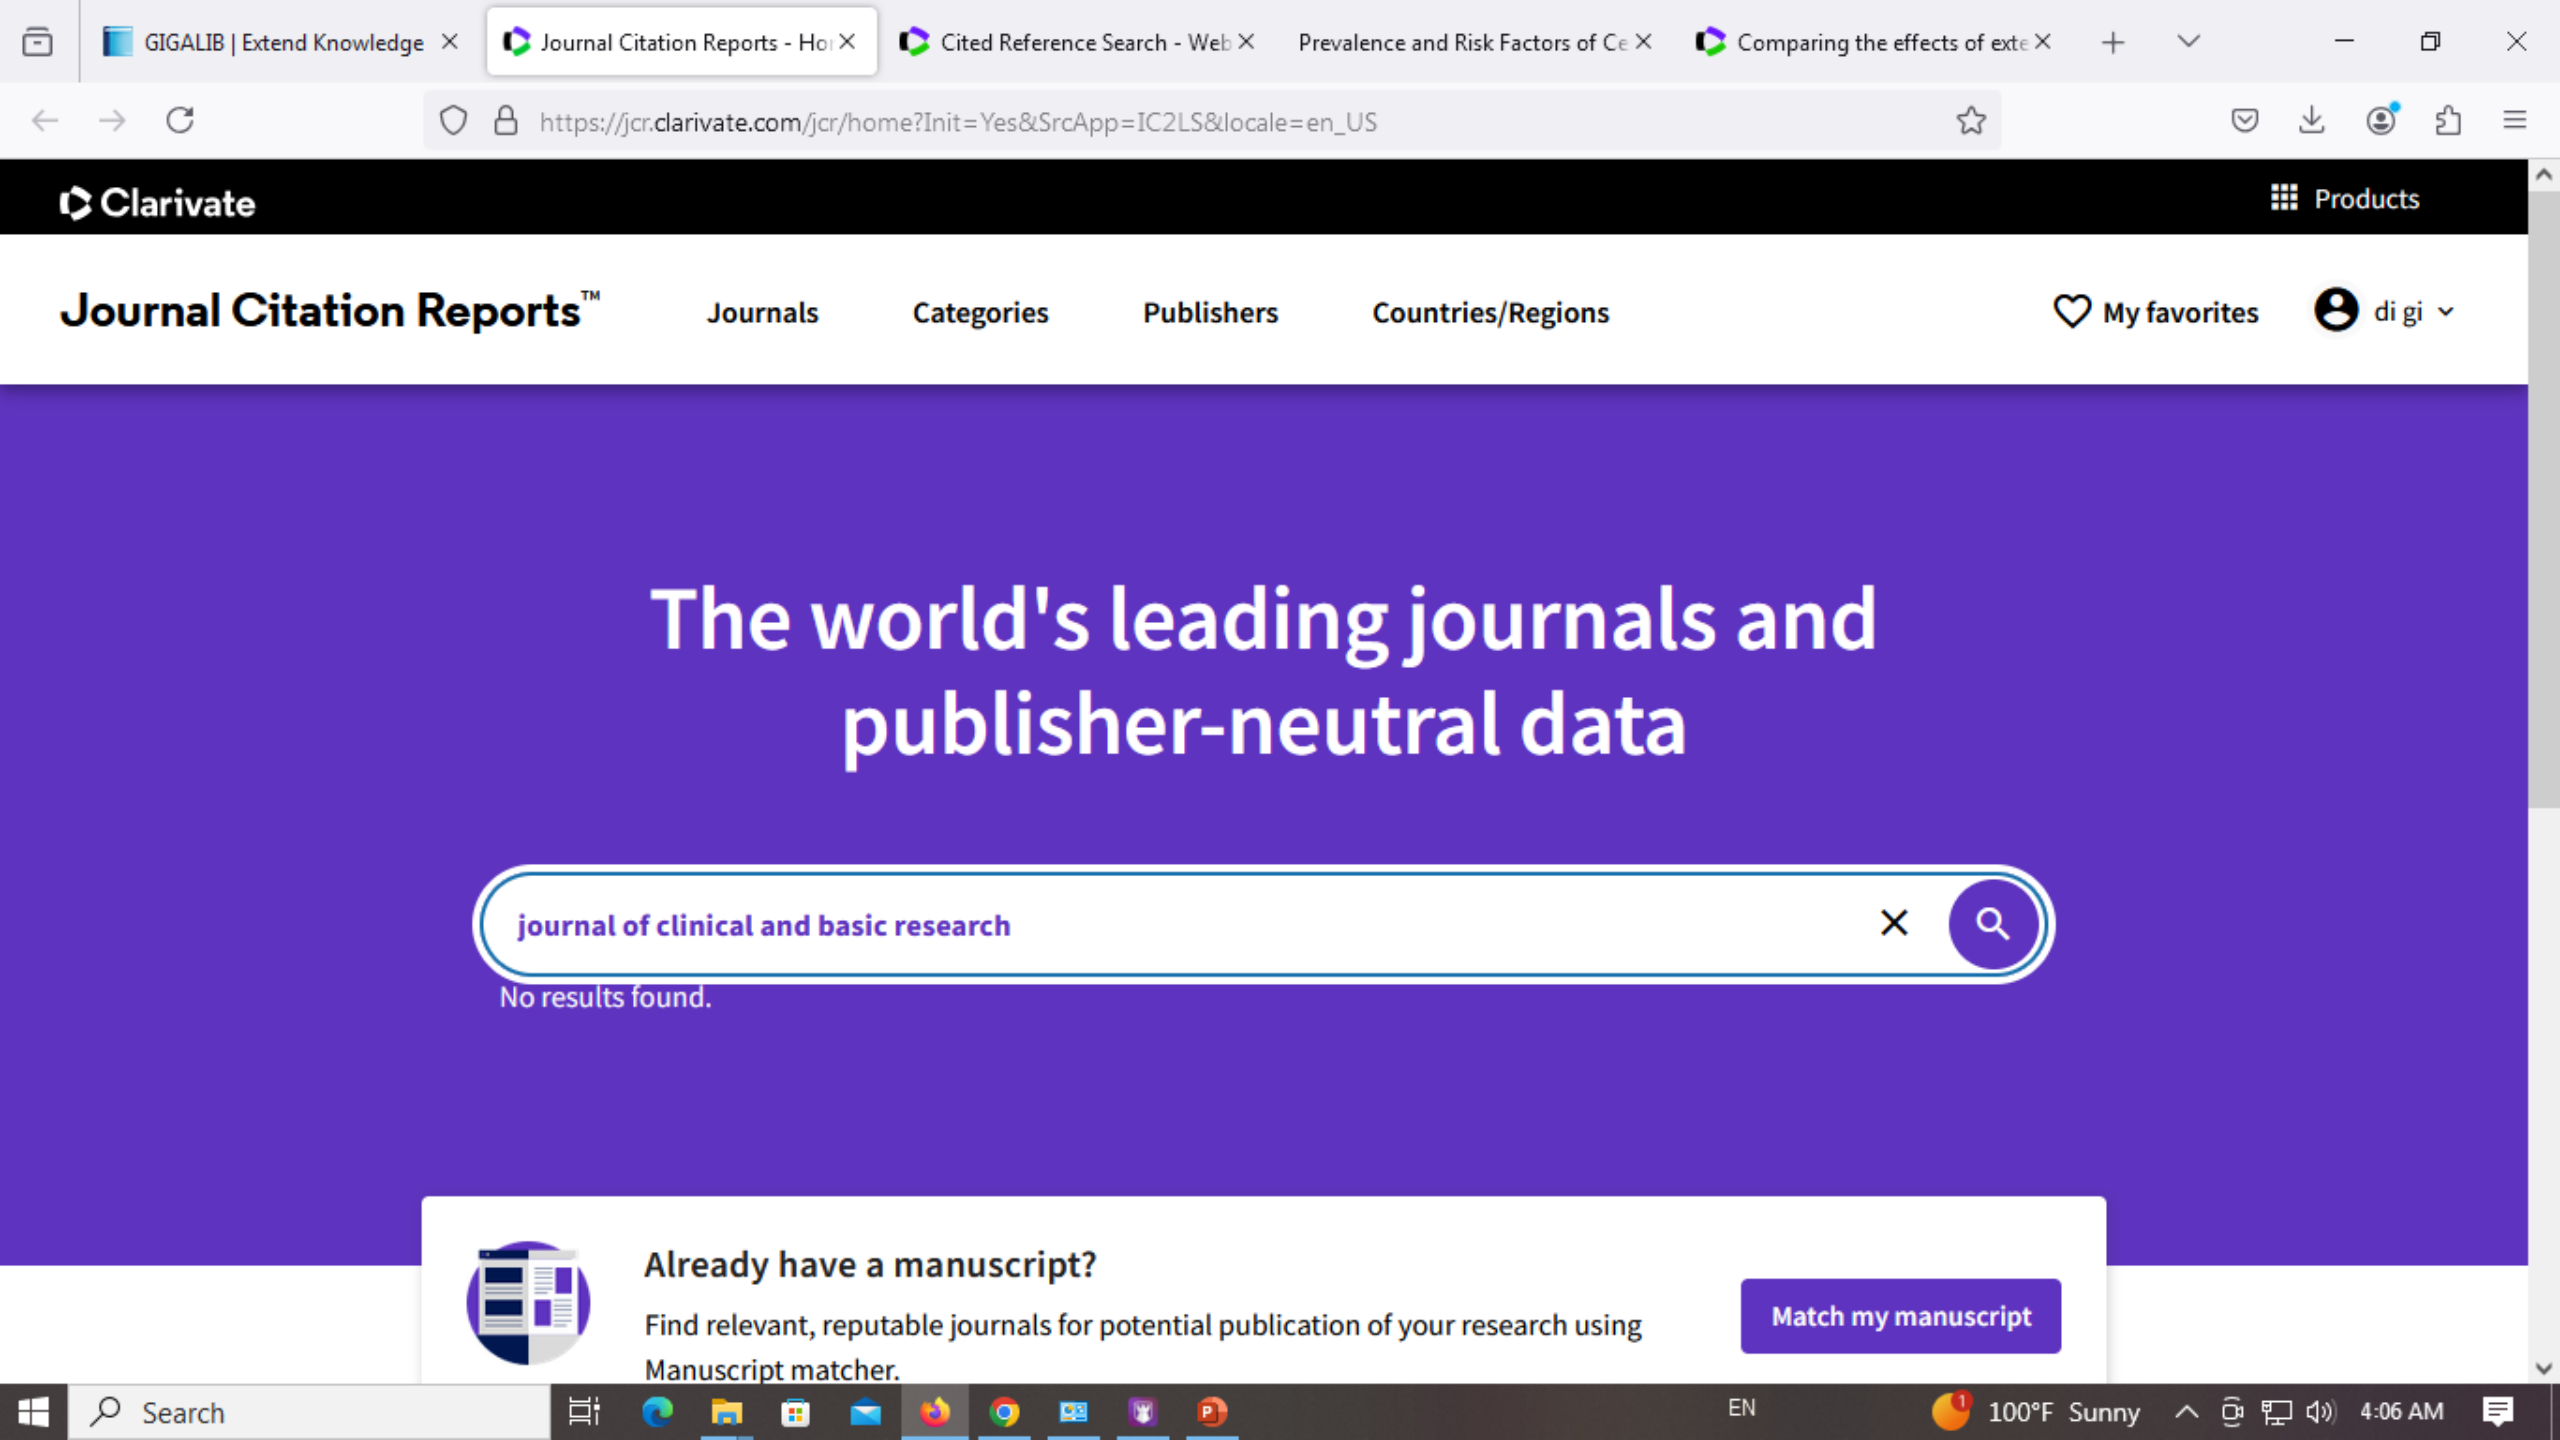 GIGALIB | Extend Knowledge
Journal Citation Reports - Ho
Cited Reference Search - Web
Prevalence and Risk Factors of Ce
Comparing the effects of exte
https://jcr.clarivate.com/jcr/home?Init=Yes&SrcApp=IC2LS&locale=en_US
Clarivate
Products
Journal Citation Reports™
Journals
Categories
Publishers
Countries/Regions
My favorites
di gi
The world's leading journals and
publisher-neutral data
journal of clinical and basic research
No results found.
Already have a manuscript?
Find relevant, reputable journals for potential publication of your research using
Manuscript matcher.
Match my manuscript
Search
EN
1
100°F Sunny
4:06 AM